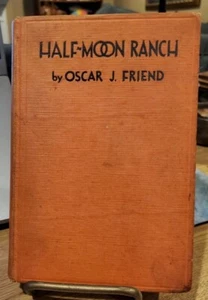 HALF-MOON RANCH
by OSCAR J. FRIEND